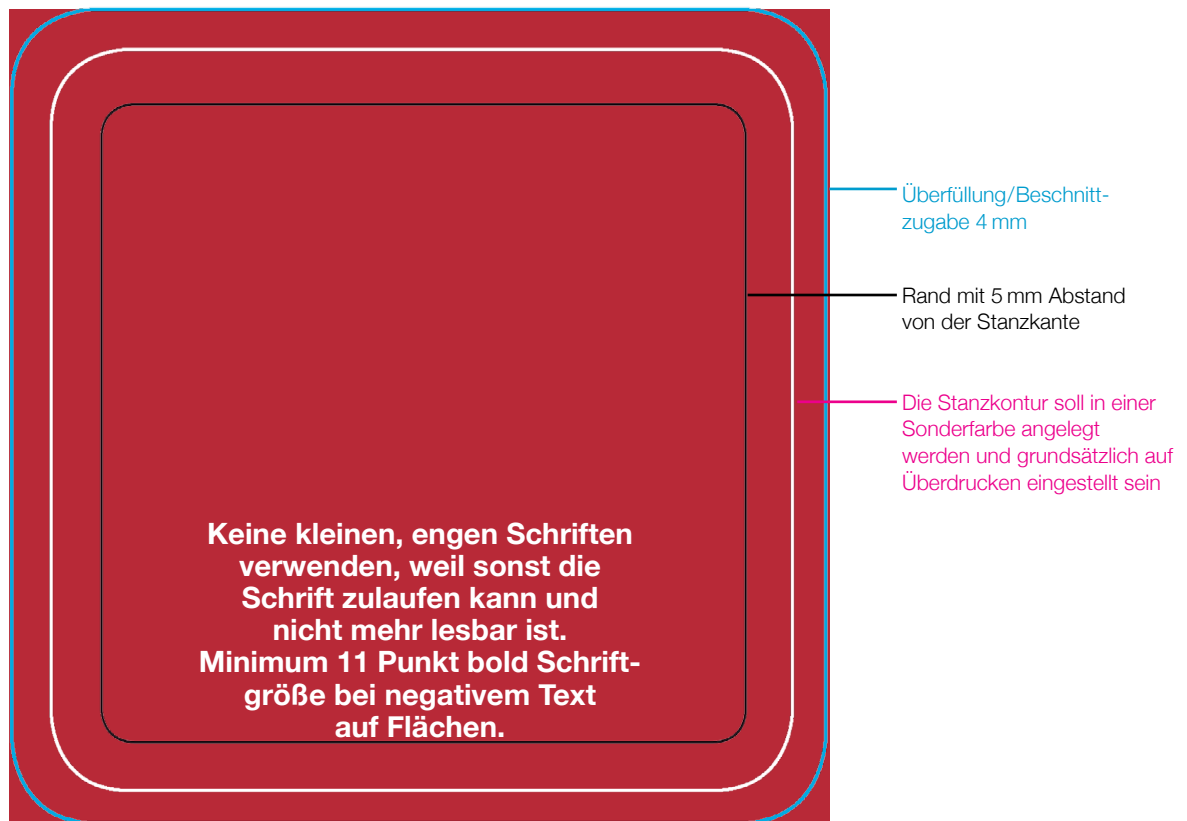 Überfüllung/Beschnitt-
zugabe 4 mm
Rand mit 5 mm Abstand
von der Stanzkante
Die Stanzkontur soll in einer
Sonderfarbe angelegt
werden und grundsätzlich auf
Überdrucken eingestellt sein
Keine kleinen, engen Schriften
verwenden, weil sonst die
Schrift zulaufen kann und
nicht mehr lesbar ist.
Minimum 11 Punkt bold Schrift-
größe bei negativem Text
auf Flächen.